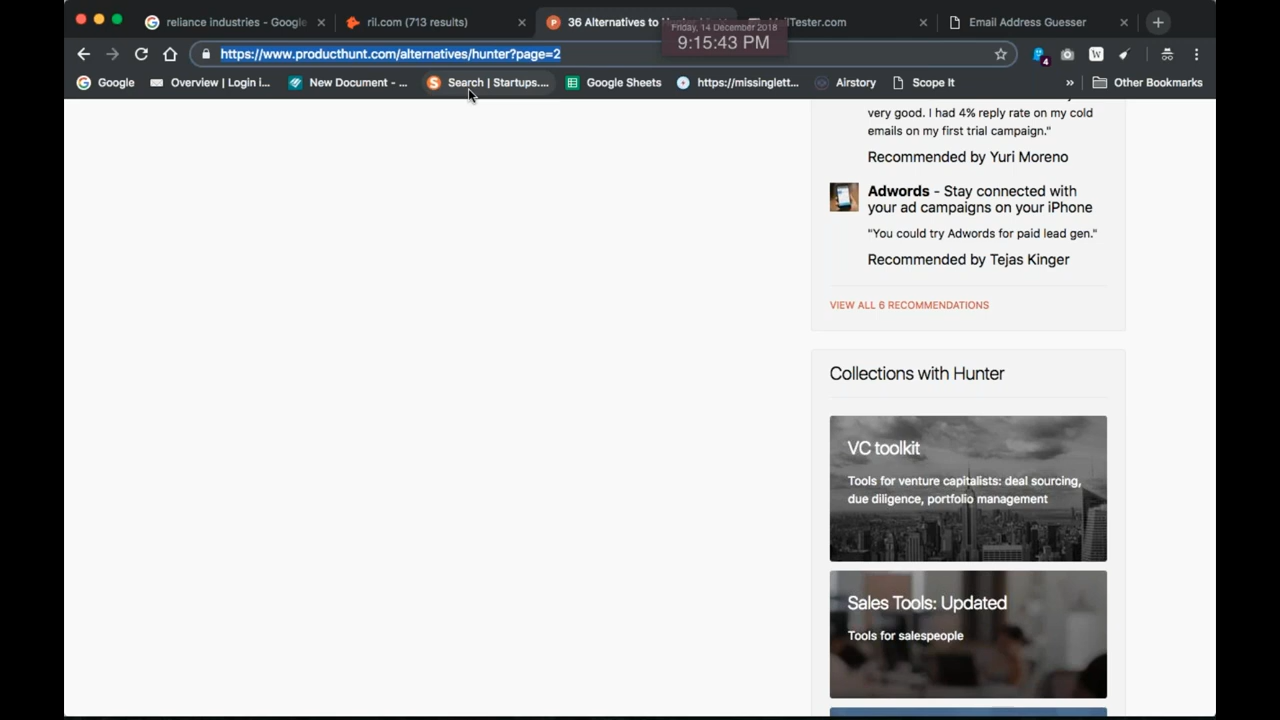 reliance industries - Google
ril.com (713 results)
36 Alternatives to
Tester.com
Email Address Guesser
Friday, 14 December 2018
9:15:43 PM
https://www.producthunt.com/alternatives/hunter?page=2
4
W
Google
Overview | Login i...
New Document - ...
Search | Startups....
Google Sheets
https://missinglett...
Airstory
Scope It
»
Other Bookmarks
very good. I had 4% reply rate on my cold
emails on my first trial campaign."
Recommended by Yuri Moreno
Adwords - Stay connected with
your ad campaigns on your iPhone
"You could try Adwords for paid lead gen."
Recommended by Tejas Kinger
VIEW ALL 6 RECOMMENDATIONS
Collections with Hunter
VC toolkit
Tools for venture capitalists: deal sourcing,
due diligence, portfolio management
Sales Tools: Updated
Tools for salespeople